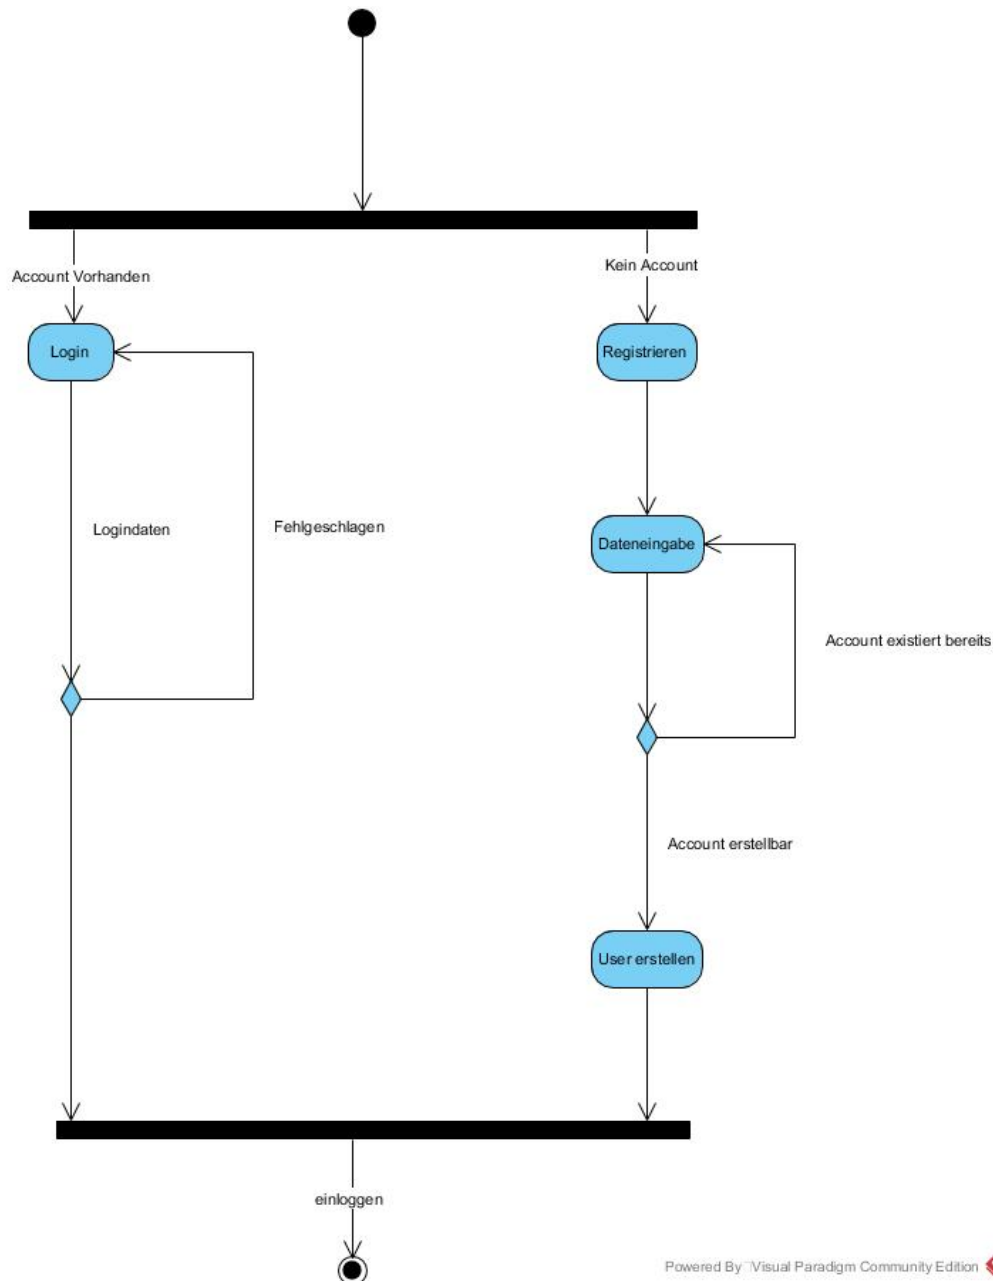 Account Vorhanden
Kein Account
Login
Registrieren
Logindaten
Fehlgeschlagen
Dateneingabe
Account existiert bereits
Account erstellbar
User erstellen
einloggen
Powered By Visual Paradigm Community Edition